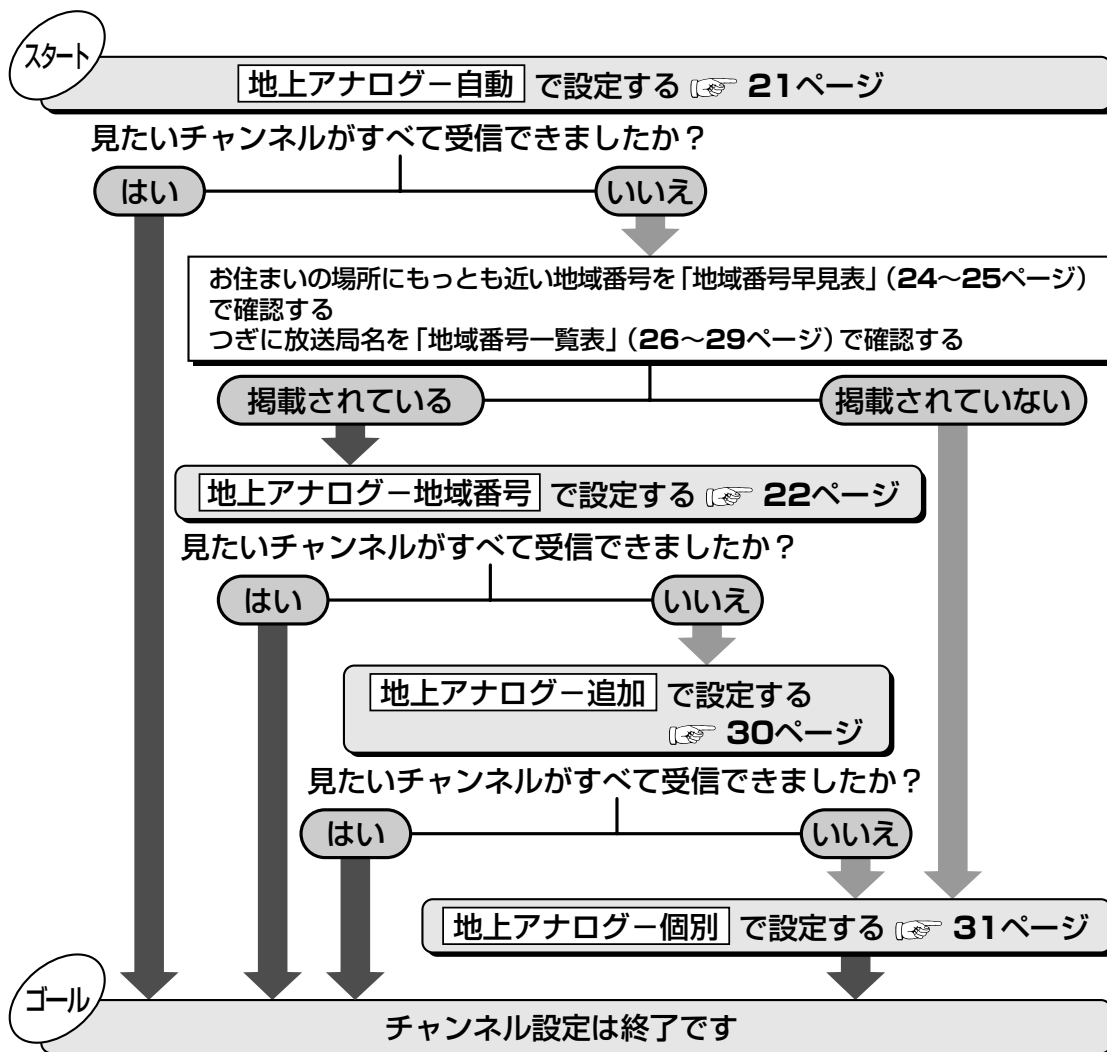 スタート
地上アナログー自動 で設定する ☞ 21ページ
見たいチャンネルがすべて受信できましたか？
はい
いいえ
お住まいの場所にもっとも近い地域番号を「地域番号早見表」（24～25ページ）
で確認する
つぎに放送局名を「地域番号一覧表」（26～29ページ）で確認する
掲載されている
掲載されていない
地上アナログー地域番号 で設定する ☞ 22ページ
見たいチャンネルがすべて受信できましたか？
はい
いいえ
地上アナログー追加 で設定する
☞ 30ページ
見たいチャンネルがすべて受信できましたか？
はい
いいえ
地上アナログー個別 で設定する ☞ 31ページ
ゴール
チャンネル設定は終了です